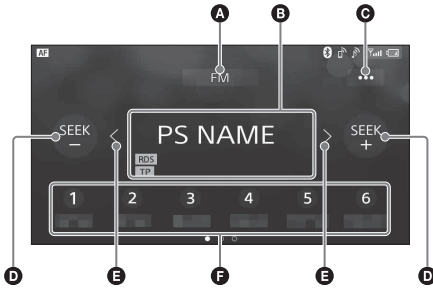 A B C
AF
FM
SEEK
−
<
PS NAME
>
SEEK
+
RDS
TP
D E E D
1 2 3 4 5 6
F